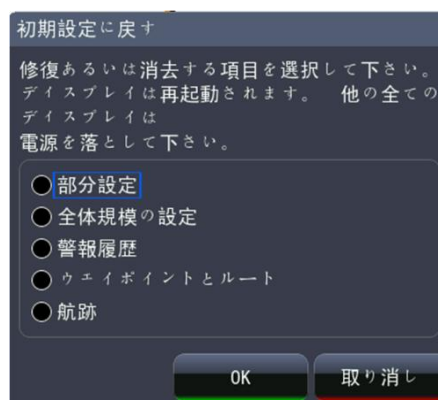 初期設定に戻す
修復あるいは消去する項目を選択して下さい。
ディスプレイは再起動されます。　他の全ての
ディスプレイは
電源を落として下さい。
部分設定
全体規模の設定
警報履歴
ウェイポイントとルート
航跡
OK
取り消し